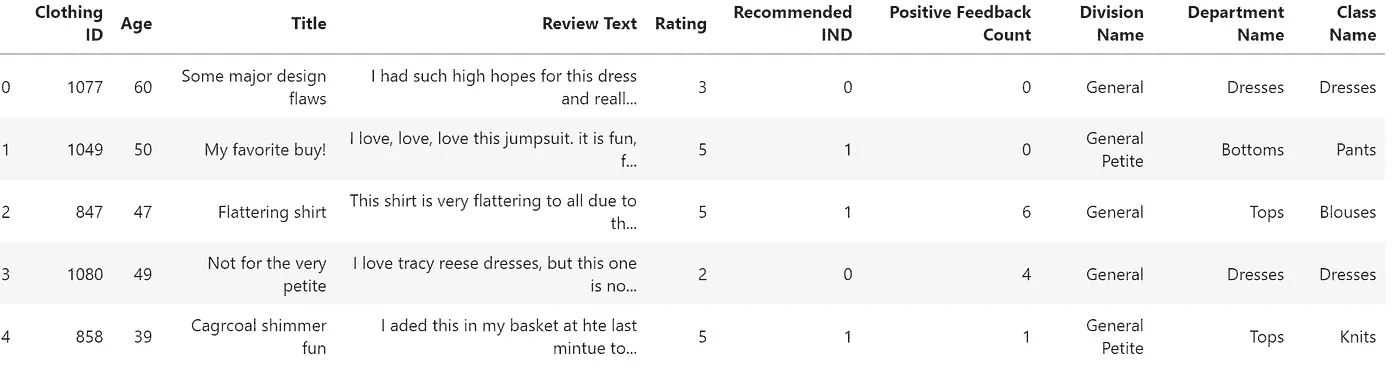 Clothing ID Age Title Review Text Rating Recommended IND Positive Feedback Count Division Name Department Name Class Name
0 1077 60 Some major design flaws I had such high hopes for this dress and reall... 3 0 0 General Dresses Dresses
1 1049 50 My favorite buy! I love, love, love this jumpsuit. it is fun, f... 5 1 0 General Petite Bottoms Pants
2 847 47 Flattering shirt This shirt is very flattering to all due to th... 5 1 6 General Tops Blouses
3 1080 49 Not for the very petite I love tracy reese dresses, but this one is no... 2 0 4 General Dresses Dresses
4 858 39 Cagrcoal shimmer fun I aded this in my basket at hte last mintue to... 5 1 1 General Petite Tops Knits